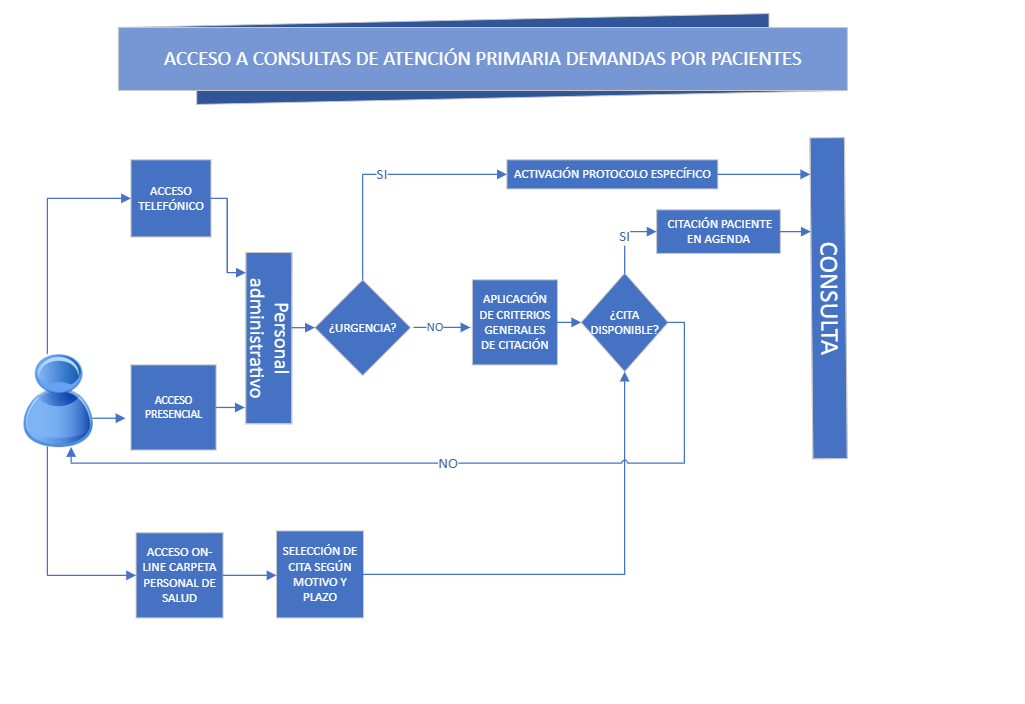 ACCESO A CONSULTAS DE ATENCIÓN PRIMARIA DEMANDAS POR PACIENTES
ACCESO
TELEFÓNICO
SI
ACTIVACIÓN PROTOCOLO ESPECÍFICO
CITACIÓN PACIENTE
EN AGENDA
SI
Personal
administrativo
¿URGENCIA?
NO
APLICACIÓN
DE CRITERIOS
GENERALES
DE CITACIÓN
¿CITA
DISPONIBLE?
CONSULTA
ACCESO
PRESENCIAL
NO
ACCESO ON-
LINE CARPETA
PERSONAL DE
SALUD
SELECCIÓN DE
CITA SEGÚN
MOTIVO Y
PLAZO